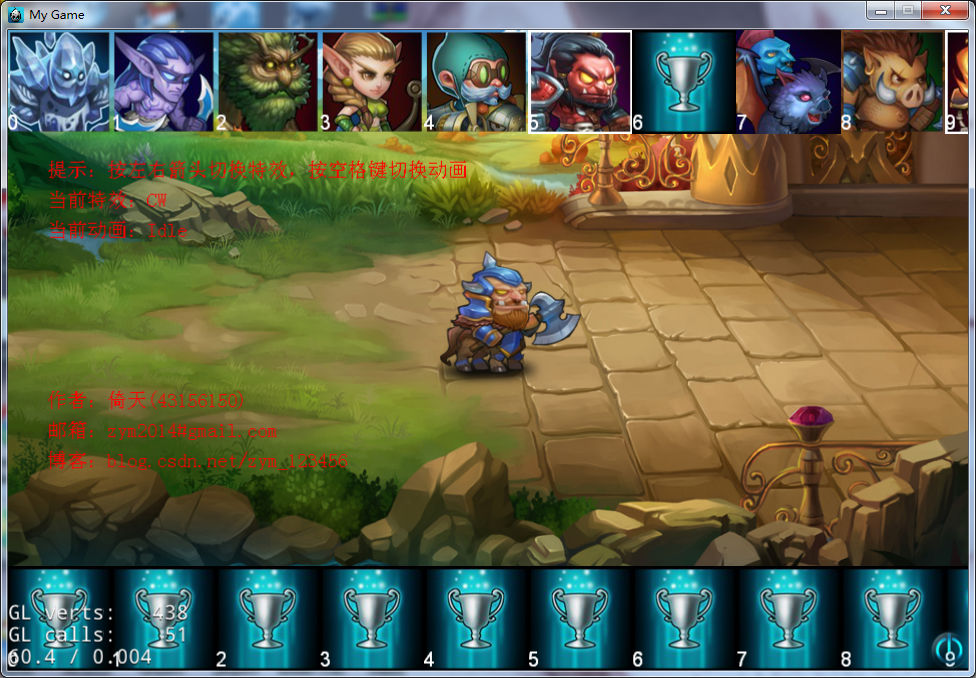 My Game
0 1 2 3 4 5 6 7 8 9
提示：按左右箭头切换特效，按空格键切换动画
当前特效：CW
当前动画：Idle
作者：倚天(43156150)
邮箱：zym2014@gmail.com
博客：blog.csdn.net/zym_123456
GL verts: 438
GL calls: 51
60.4 / 0.004
0 1 2 3 4 5 6 7 8 9